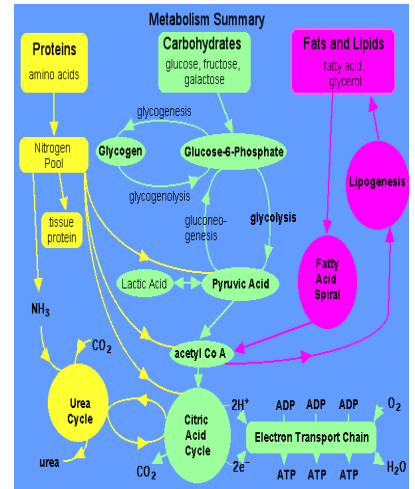 Metabolism Summary
Proteins
amino acids
Carbohydrates
glucose, fructose,
galactose
Fats and Lipids
fatty acid,
glycerol
glycogenesis
Nitrogen
Pool
Glycogen
Glucose-6-Phosphate
Lipogenesis
glycogenolysis
gluconeo-
genesis
glycolysis
tissue
protein
Lactic Acid
Pyruvic Acid
Fatty
Acid
Spiral
NH₃
CO₂
acetyl Co A
Urea
Cycle
Citric
Acid
Cycle
2H⁺
ADP ADP ADP
O₂
Electron Transport Chain
urea
CO₂
2e⁻
ATP ATP ATP
H₂O